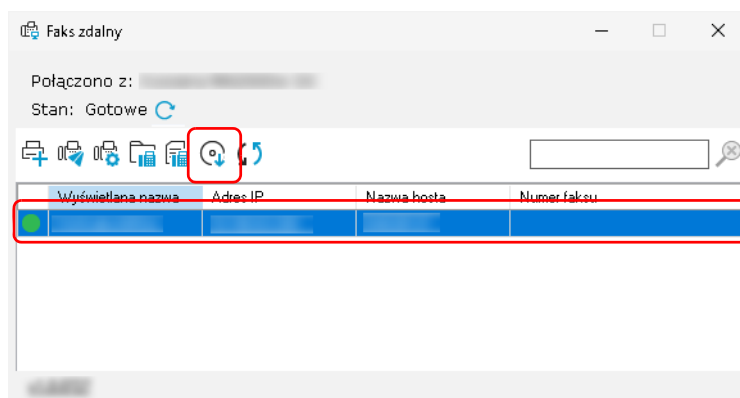 Faks zdalny
Połączono z:
Stan: Gotowe
Wyświetlana nazwa Adres IP Nazwa hosta Numer faksu